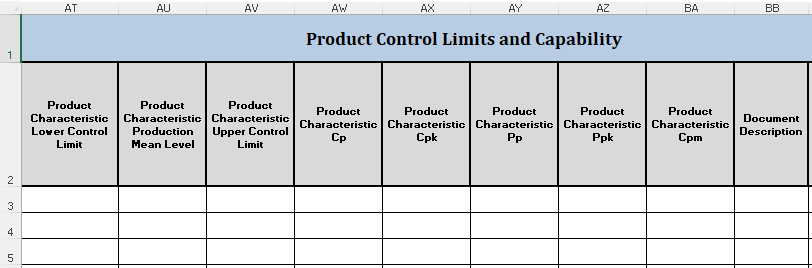 AT AU AV AW AX AY AZ BA BB
1 Product Control Limits and Capability
Product Characteristic Lower Control Limit
Product Characteristic Production Mean Level
Product Characteristic Upper Control Limit
Product Characteristic Cp
Product Characteristic Cpk
Product Characteristic Pp
Product Characteristic Ppk
Product Characteristic Cpm
Document Description
2
3
4
5